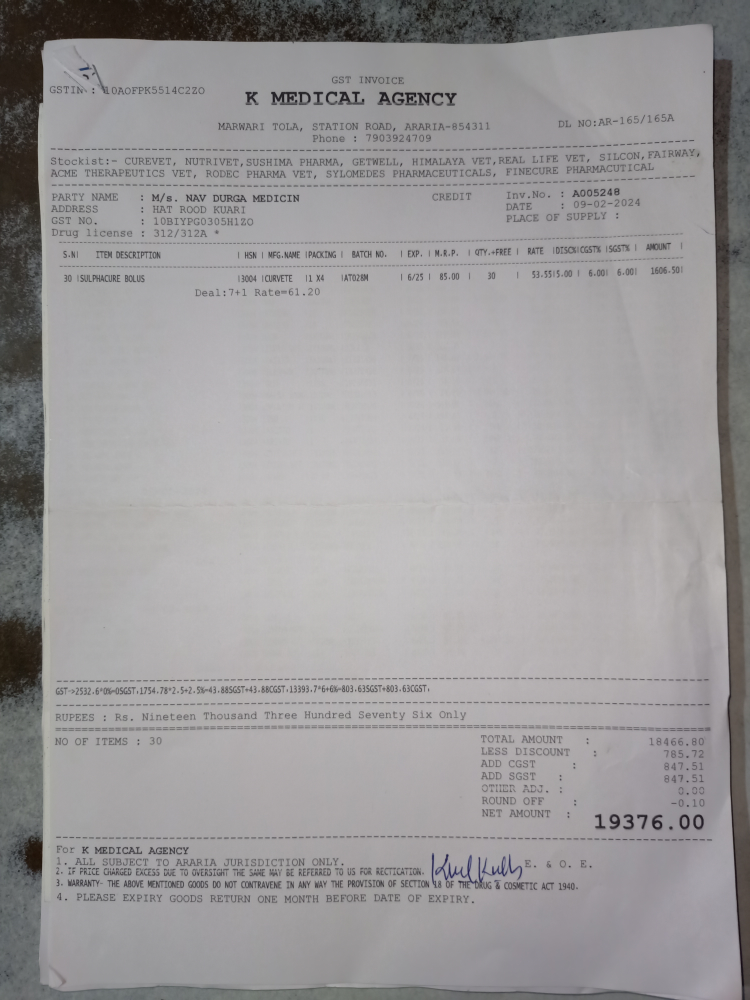 GST INVOICE
GSTIN : 10AOFPK5514C2ZO
K MEDICAL AGENCY
MARWARI TOLA, STATION ROAD, ARARIA-854311
DL NO:AR-165/165A
Phone : 7903924709
Stockist:- CUREVET, NUTRIVET,SUSHIMA PHARMA, GETWELL, HIMALAYA VET,REAL LIFE VET, SILCON,FAIRWAY,
ACME THERAPEUTICS VET, RODEC PHARMA VET, SYLOMEDES PHARMACEUTICALS, FINECURE PHARMACUTICAL
PARTY NAME : M/s. NAV DURGA MEDICIN CREDIT Inv.No. : A005248
ADDRESS : HAT ROOD KUARI DATE : 09-02-2024
GST NO. : 10BIYPG0305H1ZO PLACE OF SUPPLY :
Drug license : 312/312A *
S.N| ITEM DESCRIPTION | HSN | MFG.NAME |PACKING | BATCH NO. | EXP. | M.R.P. | QTY.+FREE | RATE |DISC%|CGST% |SGST% | AMOUNT |
30 |SULPHACURE BOLUS |3004 |CURVETE |1 X4 |AT028M | 6/25 | 85.00 | 30 53.55|5.00 | 6.00| 6.00| 1606.50|
Deal:7+1 Rate=61.20
GST->2532.6*0%=0SGST,1754.78*2.5+2.5%=43.88SGST+43.88CGST,13393.7*6+6%=803.63SGST+803.63CGST,
RUPEES : Rs. Nineteen Thousand Three Hundred Seventy Six Only
NO OF ITEMS : 30
TOTAL AMOUNT : 18466.80
LESS DISCOUNT : 785.72
ADD CGST : 847.51
ADD SGST : 847.51
OTHER ADJ. : 0.00
ROUND OFF : -0.10
NET AMOUNT : 19376.00
For K MEDICAL AGENCY
1. ALL SUBJECT TO ARARIA JURISDICTION ONLY. E. & O. E.
2. IF PRICE CHARGED EXCESS DUE TO OVERSIGHT THE SAME MAY BE REFERRED TO US FOR RECTICATION.
3. WARRANTY- THE ABOVE MENTIONED GOODS DO NOT CONTRAVENE IN ANY WAY THE PROVISION OF SECTION 18 OF THE DRUG & COSMETIC ACT 1940.
4. PLEASE EXPIRY GOODS RETURN ONE MONTH BEFORE DATE OF EXPIRY.